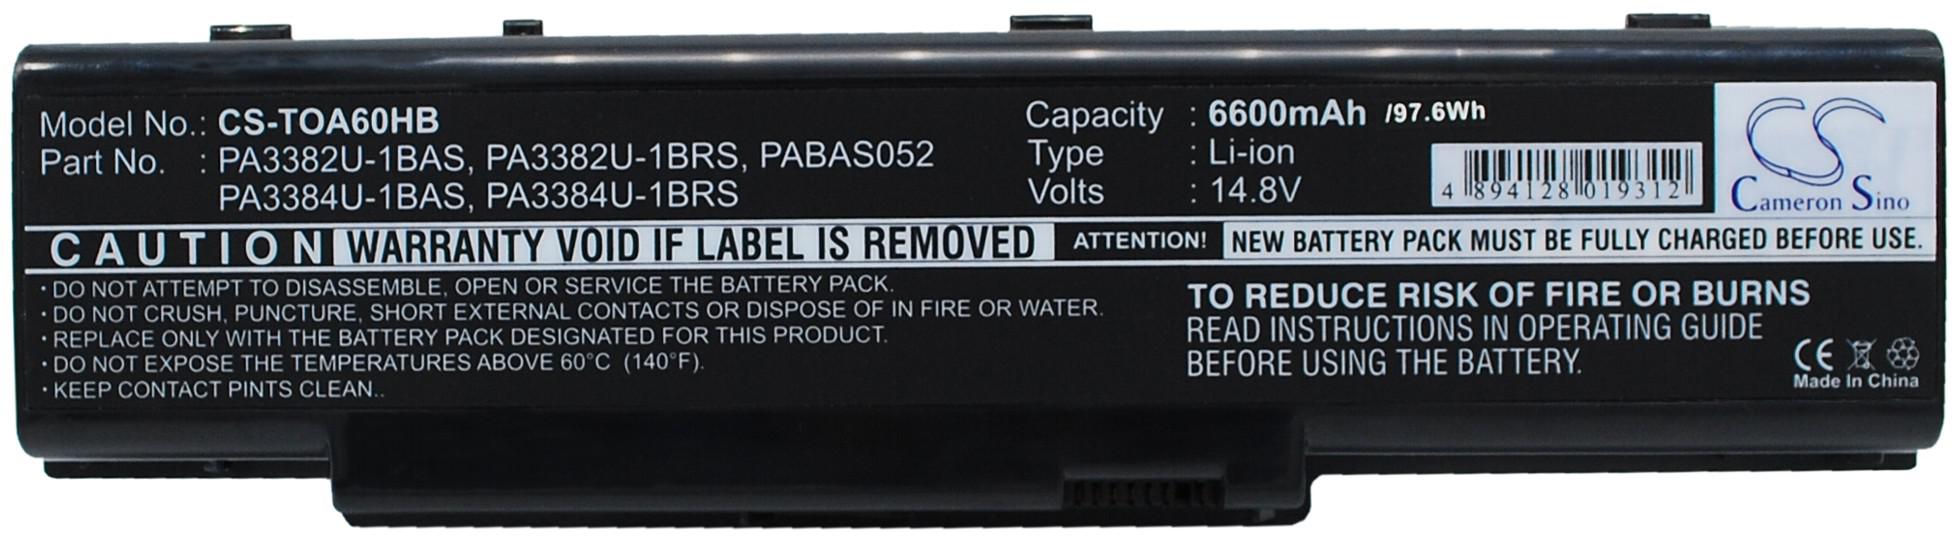 Model No.: CS-TOA60HB
Part No. : PA3382U-1BAS, PA3382U-1BRS, PABAS052
PA3384U-1BAS, PA3384U-1BRS
Capacity : 6600mAh /97.6Wh
Type : Li-ion
Volts : 14.8V
4 894128 019312
CS
Cameron Sino
CAUTION WARRANTY VOID IF LABEL IS REMOVED
ATTENTION! NEW BATTERY PACK MUST BE FULLY CHARGED BEFORE USE.
· DO NOT ATTEMPT TO DISASSEMBLE, OPEN OR SERVICE THE BATTERY PACK.
· DO NOT CRUSH, PUNCTURE, SHORT EXTERNAL CONTACTS OR DISPOSE OF IN FIRE OR WATER.
· REPLACE ONLY WITH THE BATTERY PACK DESIGNATED FOR THIS PRODUCT.
· DO NOT EXPOSE THE TEMPERATURES ABOVE 60°C (140°F).
· KEEP CONTACT PINTS CLEAN..
TO REDUCE RISK OF FIRE OR BURNS
READ INSTRUCTIONS IN OPERATING GUIDE
BEFORE USING THE BATTERY.
CE
Made In China